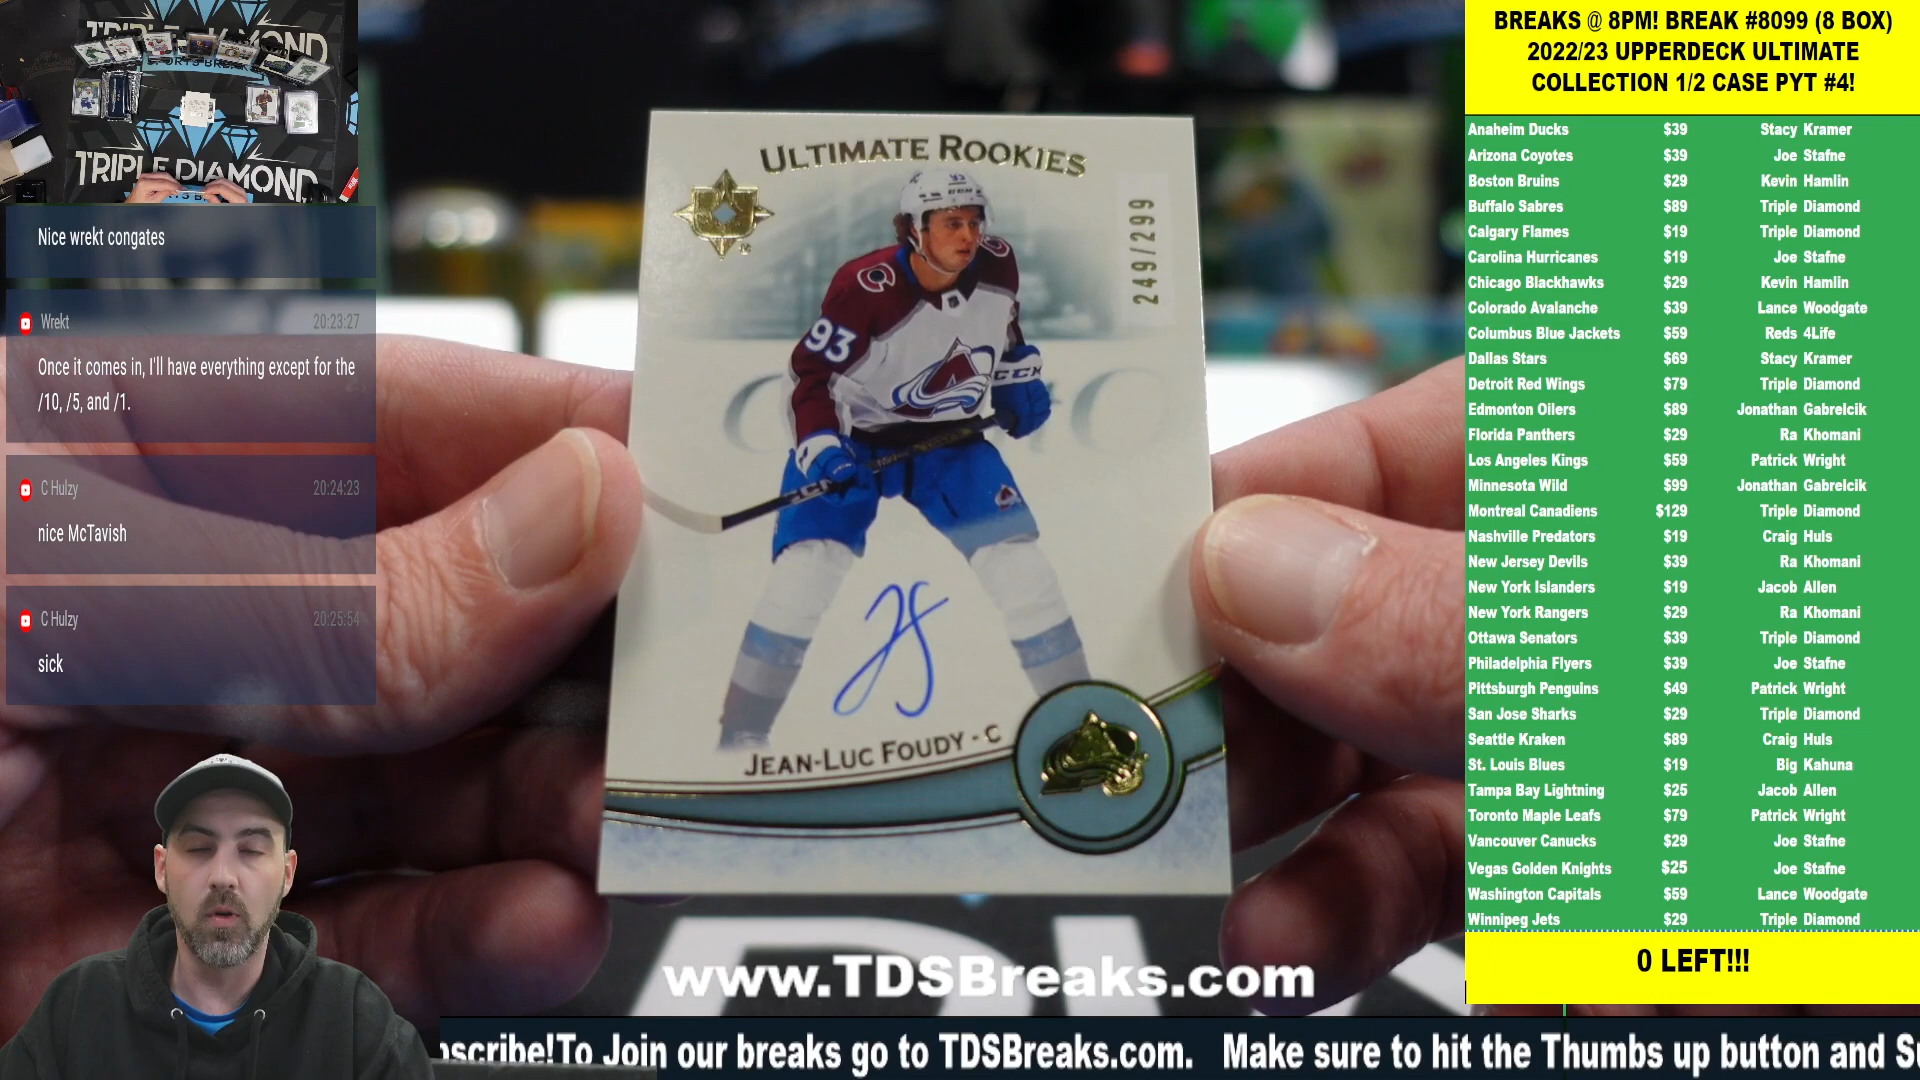 TRIPLE DIAMOND
TRIPLE DIAMOND
Nice wrekt congates
Wrekt 20:23:27
Once it comes in, I'll have everything except for the
/10, /5, and /1.
C Hulzy 20:24:23
nice McTavish
C Hulzy 20:25:54
sick
ULTIMATE ROOKIES
249/299
93
93
CCM
JEAN-LUC FOUDY - C
www.TDSBreaks.com
BREAKS @ 8PM! BREAK #8099 (8 BOX)
2022/23 UPPERDECK ULTIMATE
COLLECTION 1/2 CASE PYT #4!
Anaheim Ducks $39 Stacy Kramer
Arizona Coyotes $39 Joe Stafne
Boston Bruins $29 Kevin Hamlin
Buffalo Sabres $89 Triple Diamond
Calgary Flames $19 Triple Diamond
Carolina Hurricanes $19 Joe Stafne
Chicago Blackhawks $29 Kevin Hamlin
Colorado Avalanche $39 Lance Woodgate
Columbus Blue Jackets $59 Reds 4Life
Dallas Stars $69 Stacy Kramer
Detroit Red Wings $79 Triple Diamond
Edmonton Oilers $89 Jonathan Gabrelcik
Florida Panthers $29 Ra Khomani
Los Angeles Kings $59 Patrick Wright
Minnesota Wild $99 Jonathan Gabrelcik
Montreal Canadiens $129 Triple Diamond
Nashville Predators $19 Craig Huls
New Jersey Devils $39 Ra Khomani
New York Islanders $19 Jacob Allen
New York Rangers $29 Ra Khomani
Ottawa Senators $39 Triple Diamond
Philadelphia Flyers $39 Joe Stafne
Pittsburgh Penguins $49 Patrick Wright
San Jose Sharks $29 Triple Diamond
Seattle Kraken $89 Craig Huls
St. Louis Blues $19 Big Kahuna
Tampa Bay Lightning $25 Jacob Allen
Toronto Maple Leafs $79 Patrick Wright
Vancouver Canucks $29 Joe Stafne
Vegas Golden Knights $25 Joe Stafne
Washington Capitals $59 Lance Woodgate
Winnipeg Jets $29 Triple Diamond
0 LEFT!!!
bscribe!To Join our breaks go to TDSBreaks.com. Make sure to hit the Thumbs up button and Su